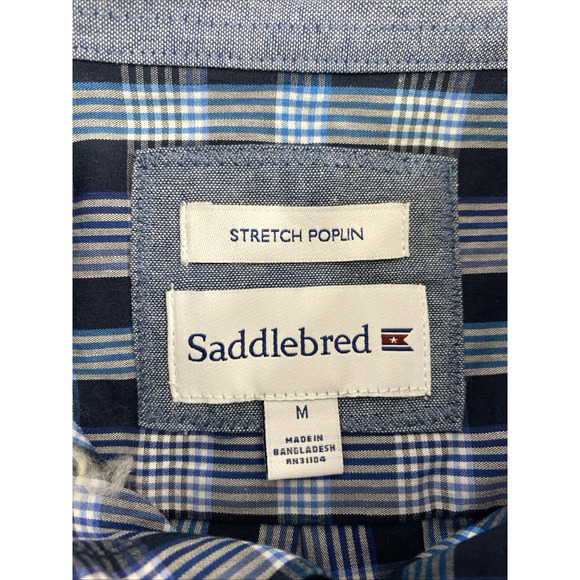 STRETCH POPLIN
Saddlebred
M
MADE IN
BANGLADESH
RN31104